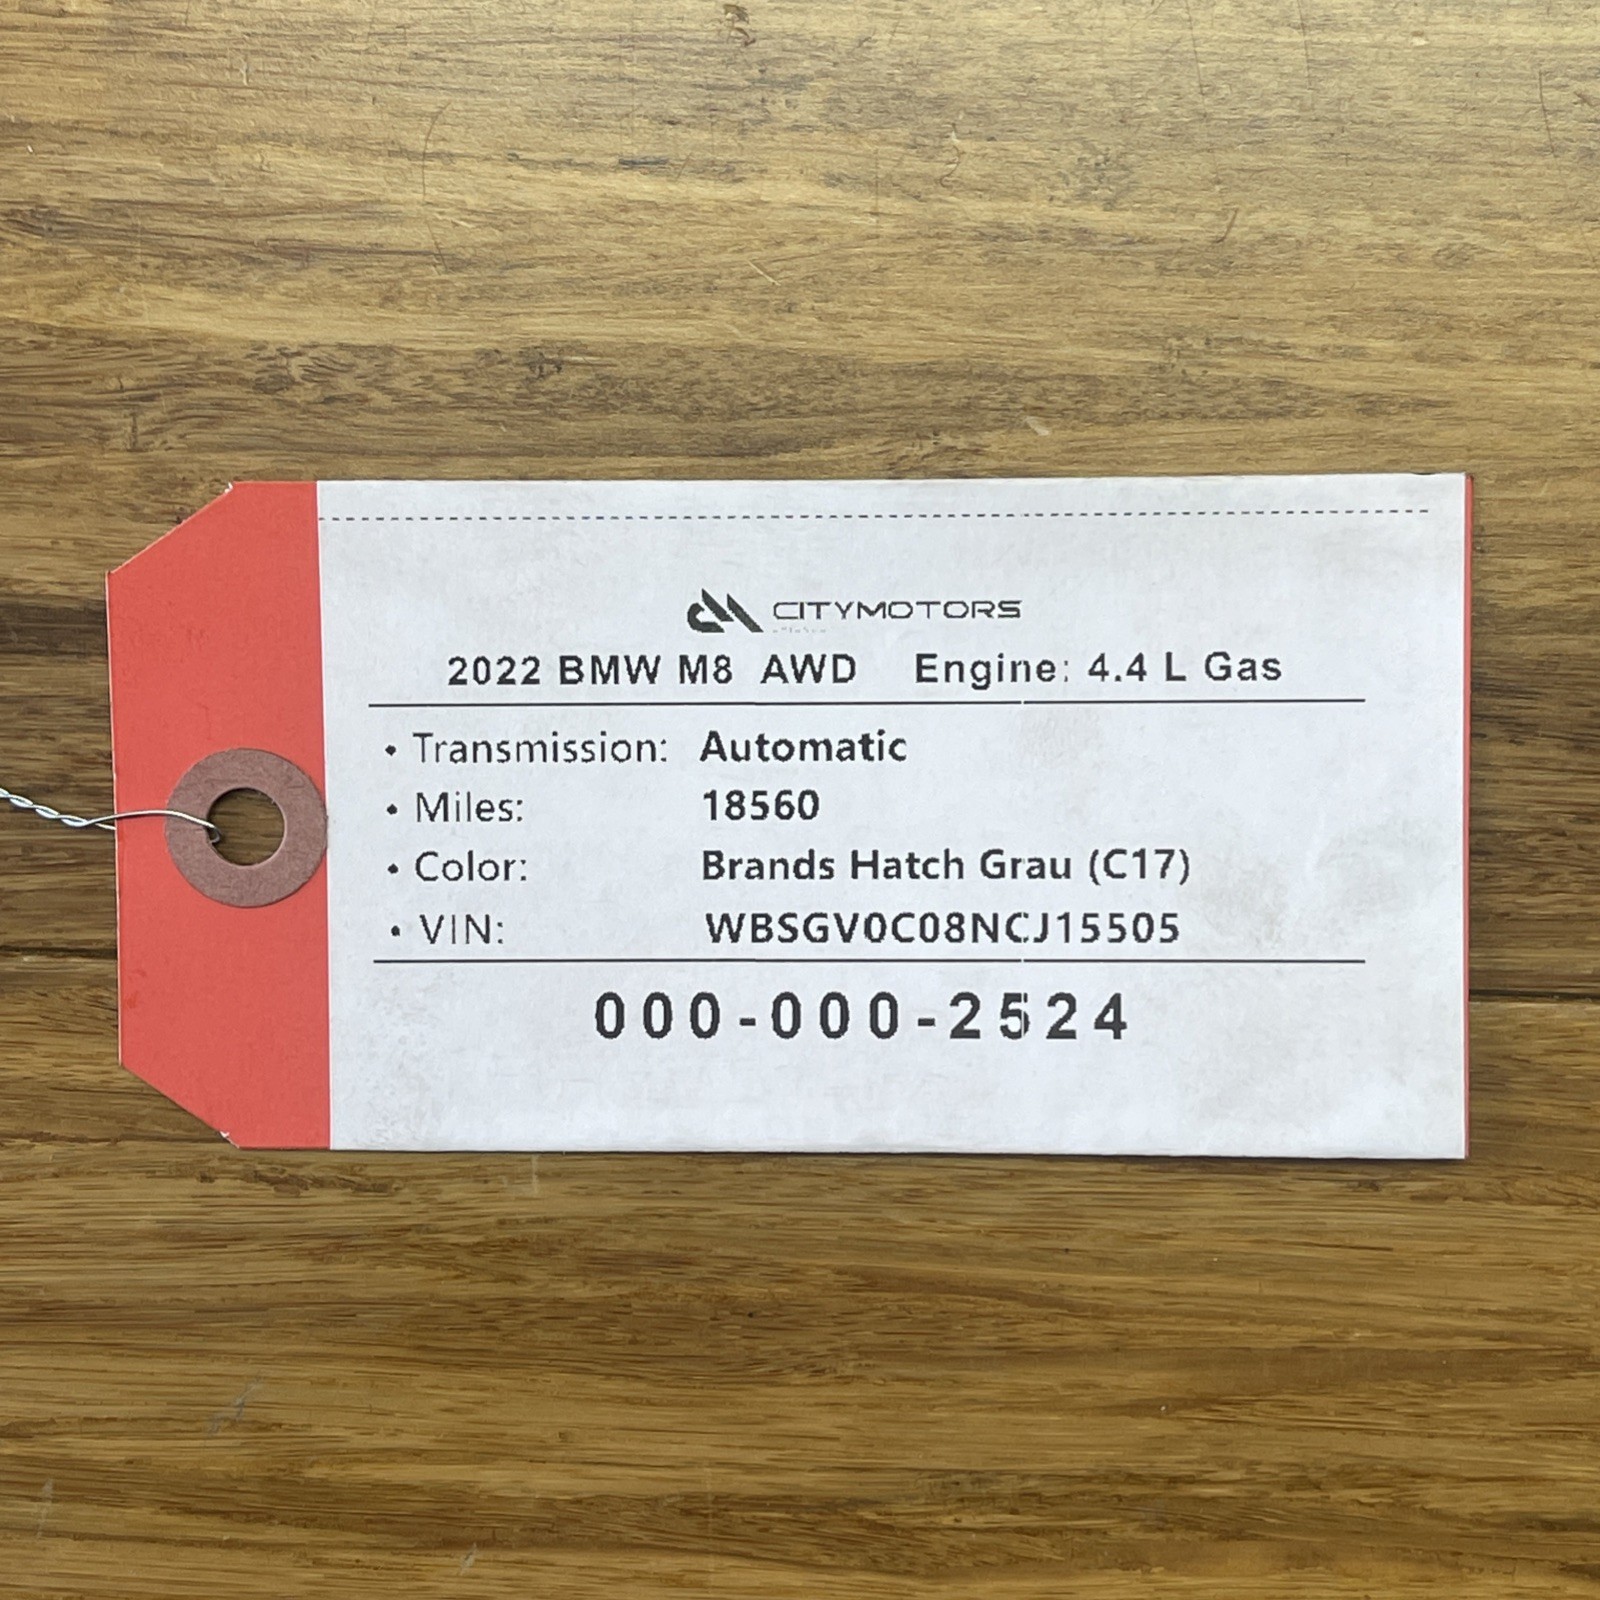 CITYMOTORS
2022 BMW M8 AWD Engine: 4.4 L Gas
• Transmission: Automatic
• Miles: 18560
• Color: Brands Hatch Grau (C17)
• VIN: WBSGV0C08NCJ15505
000-000-2524